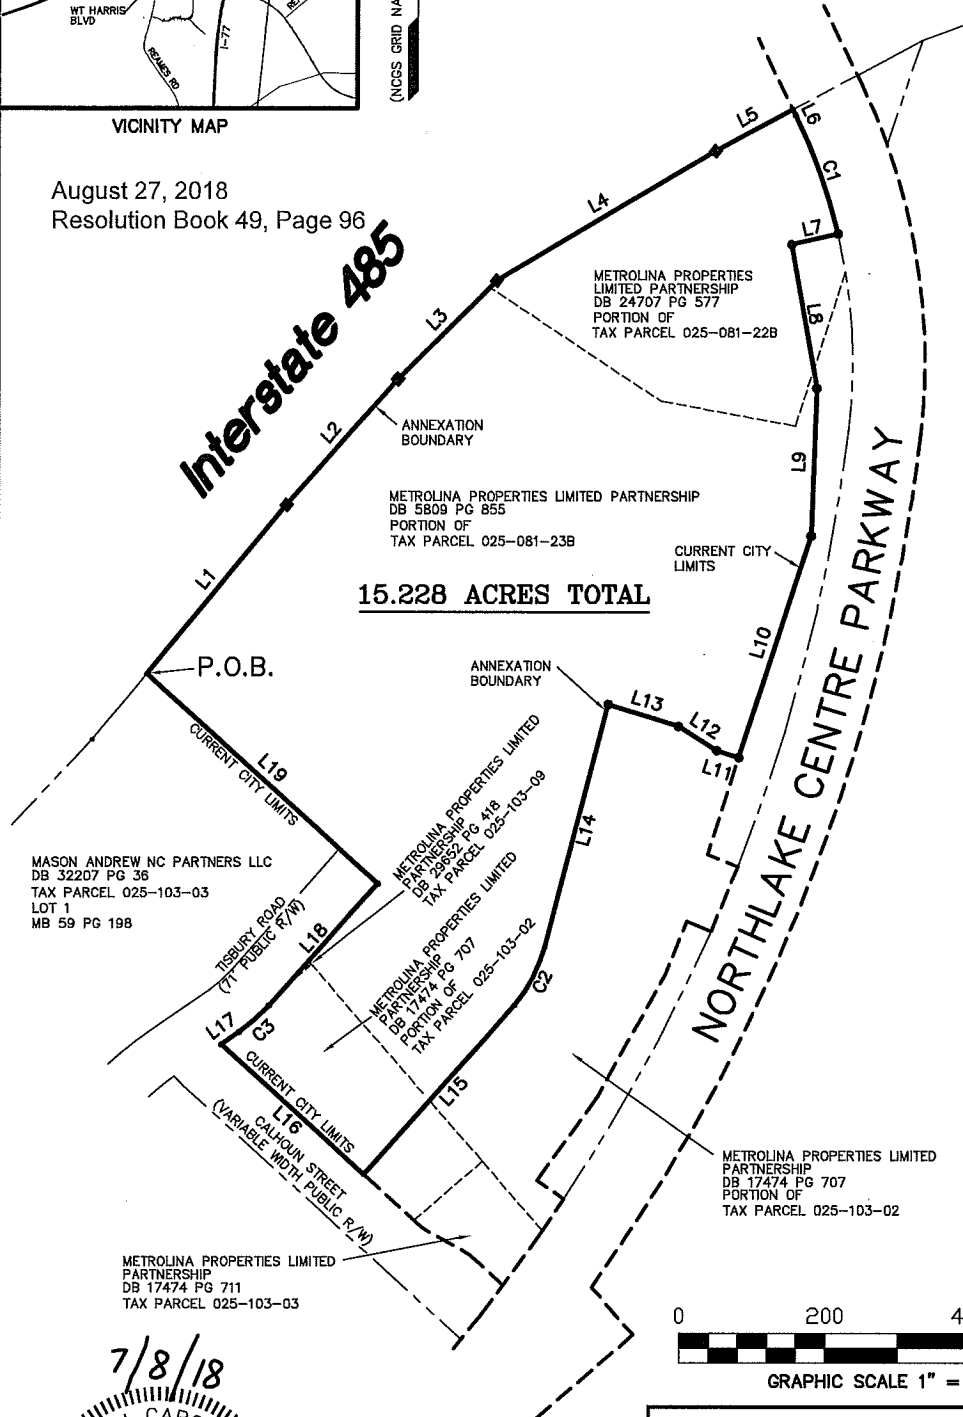 WT HARRIS
BLVD
REAMES RD
I-77
(NCGS GRID NA
VICINITY MAP
August 27, 2018
Resolution Book 49, Page 96
Interstate 485
L5
L6
C1
L4
L7
METROLINA PROPERTIES
LIMITED PARTNERSHIP
DB 24707 PG 577
PORTION OF
TAX PARCEL 025-081-22B
L8
L3
L2
ANNEXATION
BOUNDARY
L9
METROLINA PROPERTIES LIMITED PARTNERSHIP
DB 5809 PG 855
PORTION OF
TAX PARCEL 025-081-23B
CURRENT CITY
LIMITS
L1
15.228 ACRES TOTAL
L10
P.O.B.
ANNEXATION
BOUNDARY
L13
L12
L11
NORTHLAKE CENTRE PARKWAY
L19
CURRENT CITY LIMITS
METROLINA PROPERTIES LIMITED
PARTNERSHIP
DB 29652 PG 418
TAX PARCEL 025-103-09
L14
MASON ANDREW NC PARTNERS LLC
DB 32207 PG 36
TAX PARCEL 025-103-03
LOT 1
MB 59 PG 198
TISBURY ROAD
(71' PUBLIC R/W)
L18
METROLINA PROPERTIES LIMITED
PARTNERSHIP
DB 17474 PG 707
PORTION OF
TAX PARCEL 025-103-02
C2
L17
C3
CURRENT CITY LIMITS
L16
L15
CALHOUN STREET
(VARIABLE WIDTH PUBLIC R/W)
METROLINA PROPERTIES LIMITED
PARTNERSHIP
DB 17474 PG 707
PORTION OF
TAX PARCEL 025-103-02
METROLINA PROPERTIES LIMITED
PARTNERSHIP
DB 17474 PG 711
TAX PARCEL 025-103-03
0 200 4
GRAPHIC SCALE 1" =
7/8/18
CARO